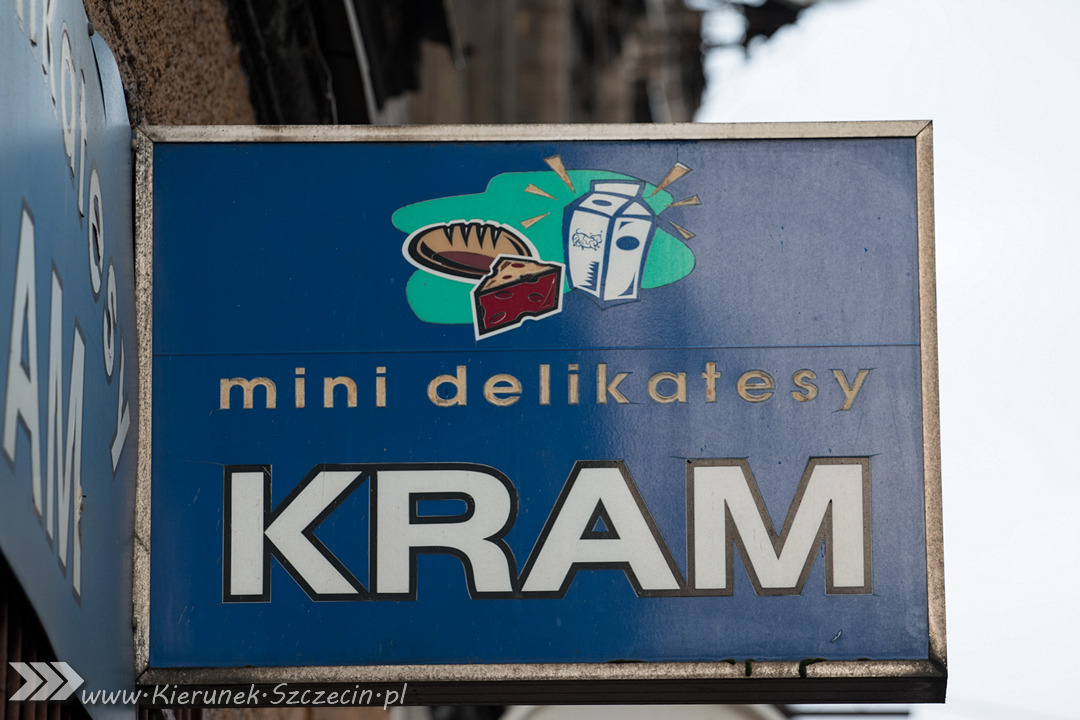 mini delikatesy
KRAM
www.Kierunek.Szczecin.pl